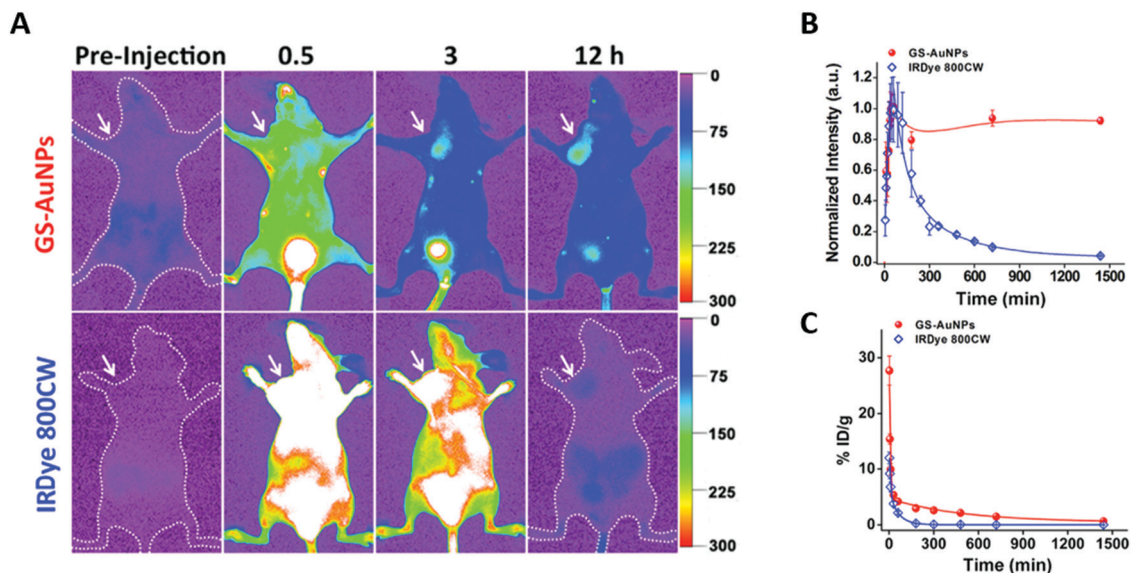 A
Pre-Injection 0.5 3 12 h
GS-AuNPs
0
75
150
225
300
IRDye 800CW
0
75
150
225
300
B
GS-AuNPs
IRDye 800CW
Normalized Intensity (a.u.)
1.2
1.0
0.8
0.6
0.4
0.2
0.0
0 300 600 900 1200 1500
Time (min)
C
GS-AuNPs
IRDye 800CW
% ID/g
30
20
10
0
0 300 600 900 1200 1500
Time (min)